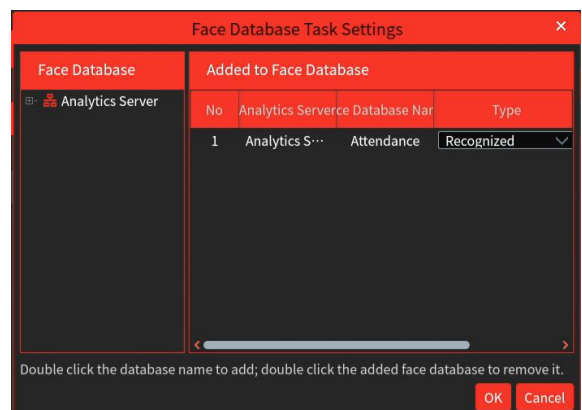 Face Database Task Settings
Face Database
Added to Face Database
Analytics Server
No Analytics Server ce Database Nar Type
1 Analytics S… Attendance Recognized
Double click the database name to add; double click the added face database to remove it.
OK Cancel